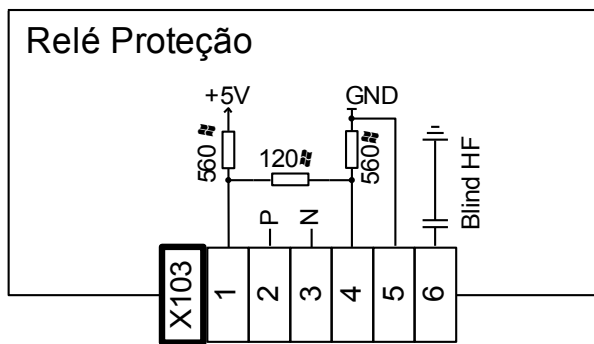 Relé Proteção
+5V
GND
560
120
560
Blind HF
P
N
X103
1
2
3
4
5
6